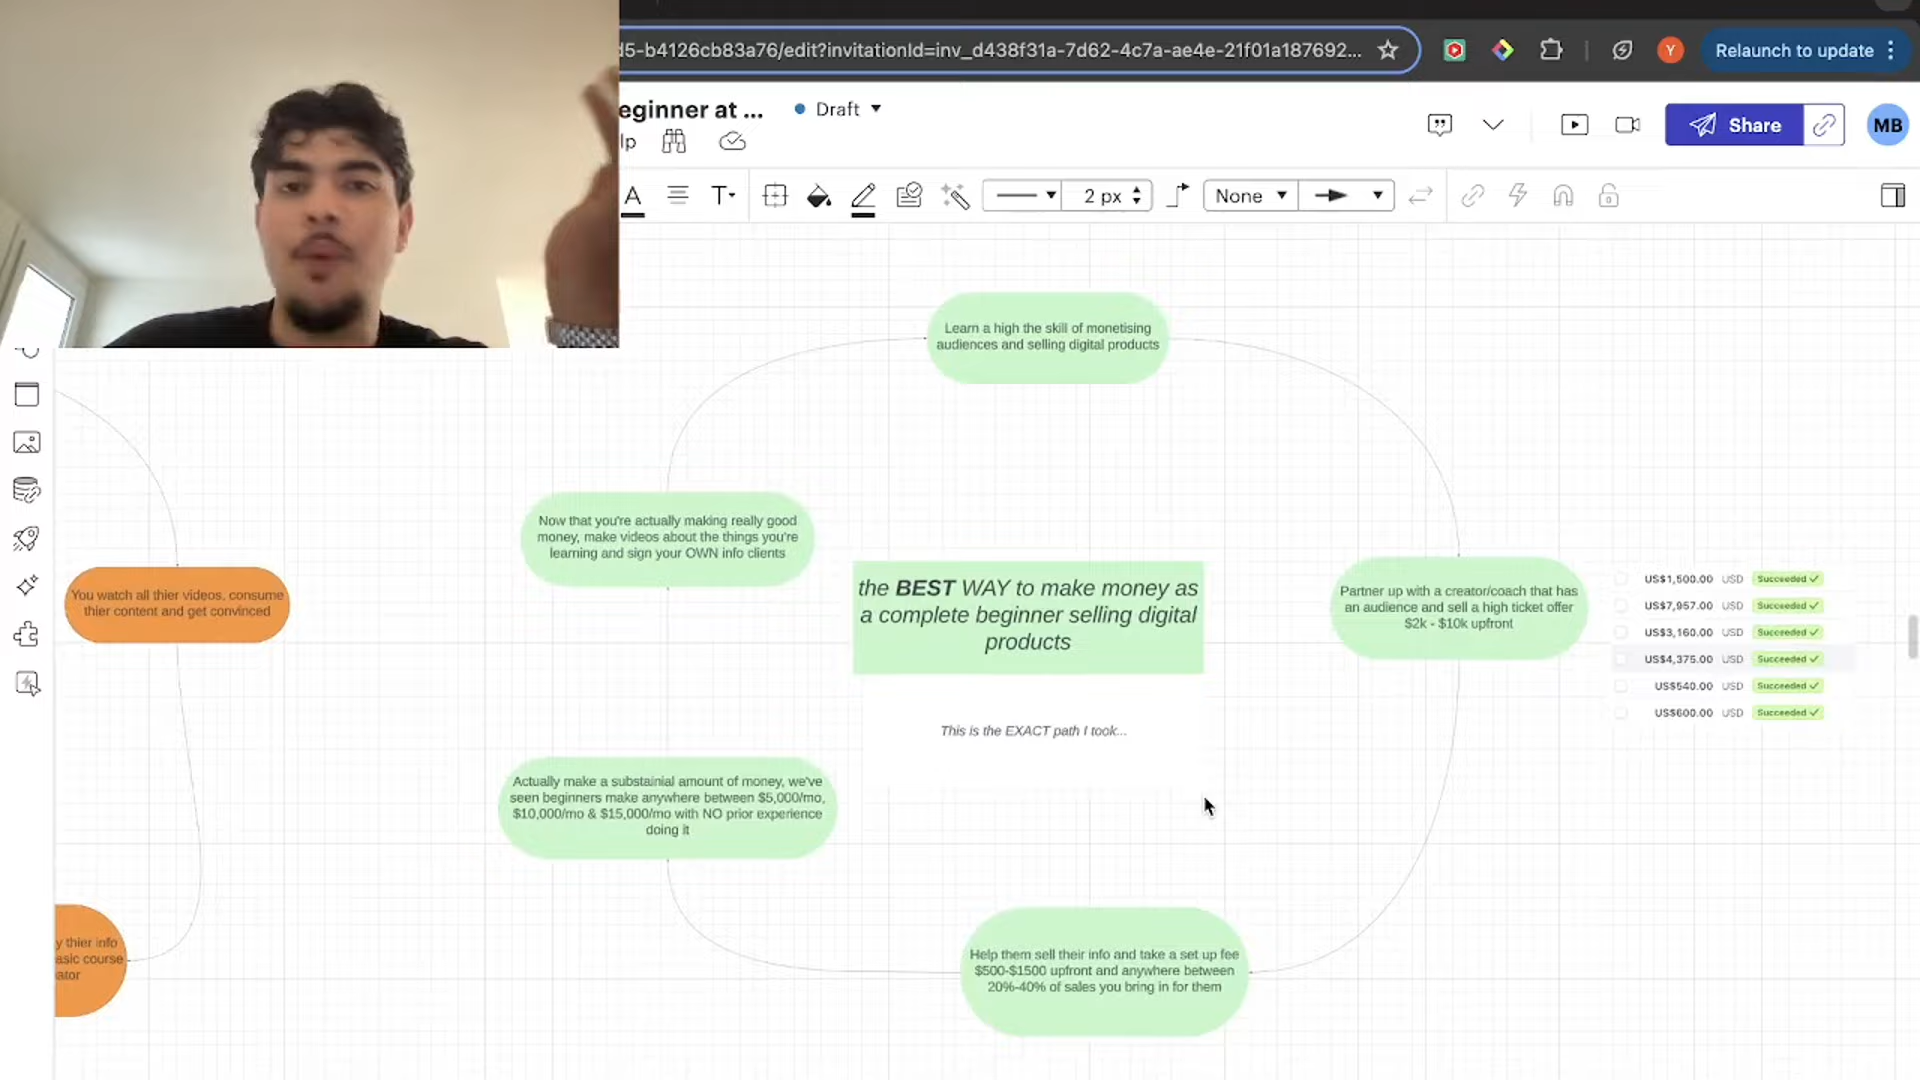 d5-b4126cb83a76/edit?invitationId=inv_d438f31a-7d62-4c7a-ae4e-21f01a187692...
Y
Relaunch to update
eginner at ...
Draft
lp
Share
MB
A
T
2 px
None
Learn a high the skill of monetising
audiences and selling digital products
Now that you're actually making really good
money, make videos about the things you're
learning and sign your OWN info clients
the BEST WAY to make money as
a complete beginner selling digital
products
This is the EXACT path I took...
Partner up with a creator/coach that has
an audience and sell a high ticket offer
$2k - $10k upfront
US$1,500.00 USD Succeeded
US$7,957.00 USD Succeeded
US$3,160.00 USD Succeeded
US$4,375.00 USD Succeeded
US$540.00 USD Succeeded
US$600.00 USD Succeeded
You watch all thier videos, consume
thier content and get convinced
Actually make a substainial amount of money, we've
seen beginners make anywhere between $5,000/mo,
$10,000/mo & $15,000/mo with NO prior experience
doing it
y thier info
asic course
ator
Help them sell their info and take a set up fee
$500-$1500 upfront and anywhere between
20%-40% of sales you bring in for them